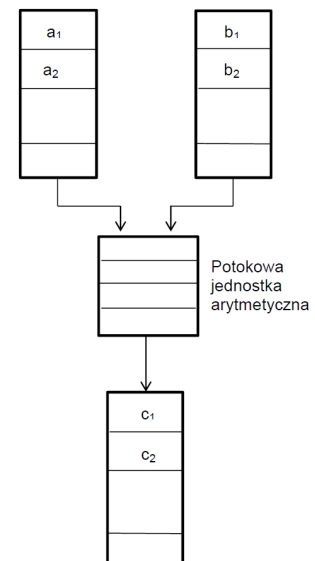 a₁
a₂
b₁
b₂
Potokowa
jednostka
arytmetyczna
c₁
c₂